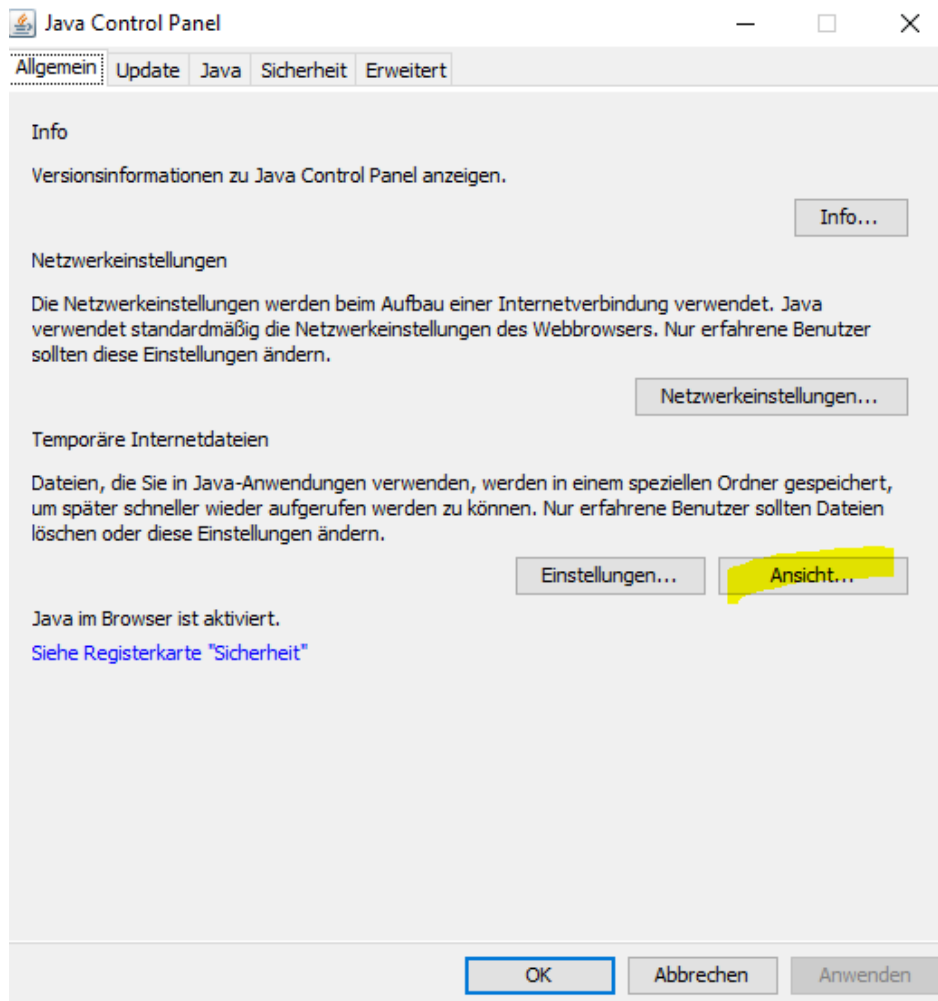 Java Control Panel
Allgemein Update Java Sicherheit Erweitert
Info
Versionsinformationen zu Java Control Panel anzeigen.
Info...
Netzwerkeinstellungen
Die Netzwerkeinstellungen werden beim Aufbau einer Internetverbindung verwendet. Java
verwendet standardmäßig die Netzwerkeinstellungen des Webbrowsers. Nur erfahrene Benutzer
sollten diese Einstellungen ändern.
Netzwerkeinstellungen...
Temporäre Internetdateien
Dateien, die Sie in Java-Anwendungen verwenden, werden in einem speziellen Ordner gespeichert,
um später schneller wieder aufgerufen werden zu können. Nur erfahrene Benutzer sollten Dateien
löschen oder diese Einstellungen ändern.
Einstellungen... Ansicht...
Java im Browser ist aktiviert.
Siehe Registerkarte "Sicherheit"
OK Abbrechen Anwenden